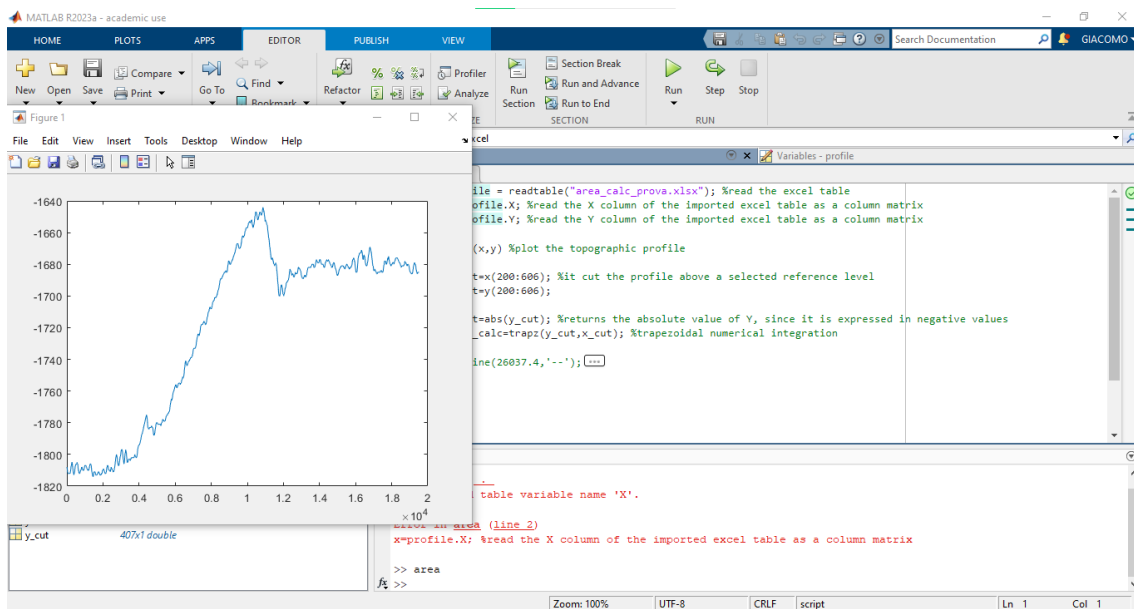 MATLAB R2023a - academic use
HOME PLOTS APPS EDITOR PUBLISH VIEW
Search Documentation
GIACOMO
New Open Save
Compare
Print
Go To
Find
Bookmark
Refactor
Profiler
Analyze
Run Section
Section Break
Run and Advance
Run to End
Run Step Stop
ZE SECTION RUN
Figure 1
File Edit View Insert Tools Desktop Window Help
xcel
Variables - profile
-1640
-1660
-1680
-1700
-1720
-1740
-1760
-1780
-1800
-1820
0 0.2 0.4 0.6 0.8 1 1.2 1.4 1.6 1.8 2
×10^4
ile = readtable("area_calc_prova.xlsx"); %read the excel table
ofile.X; %read the X column of the imported excel table as a column matrix
ofile.Y; %read the Y column of the imported excel table as a column matrix
(x,y) %plot the topographic profile
t=x(200:606); %it cut the profile above a selected reference level
t=y(200:606);
t=abs(y_cut); %returns the absolute value of Y, since it is expressed in negative values
_calc=trapz(y_cut,x_cut); %trapezoidal numerical integration
ine(26037.4,'--'); ...
table variable name 'X'.
Error in area (line 2)
x=profile.X; %read the X column of the imported excel table as a column matrix
>> area
fx >>
y_cut 407x1 double
Zoom: 100% UTF-8 CRLF script Ln 1 Col 1